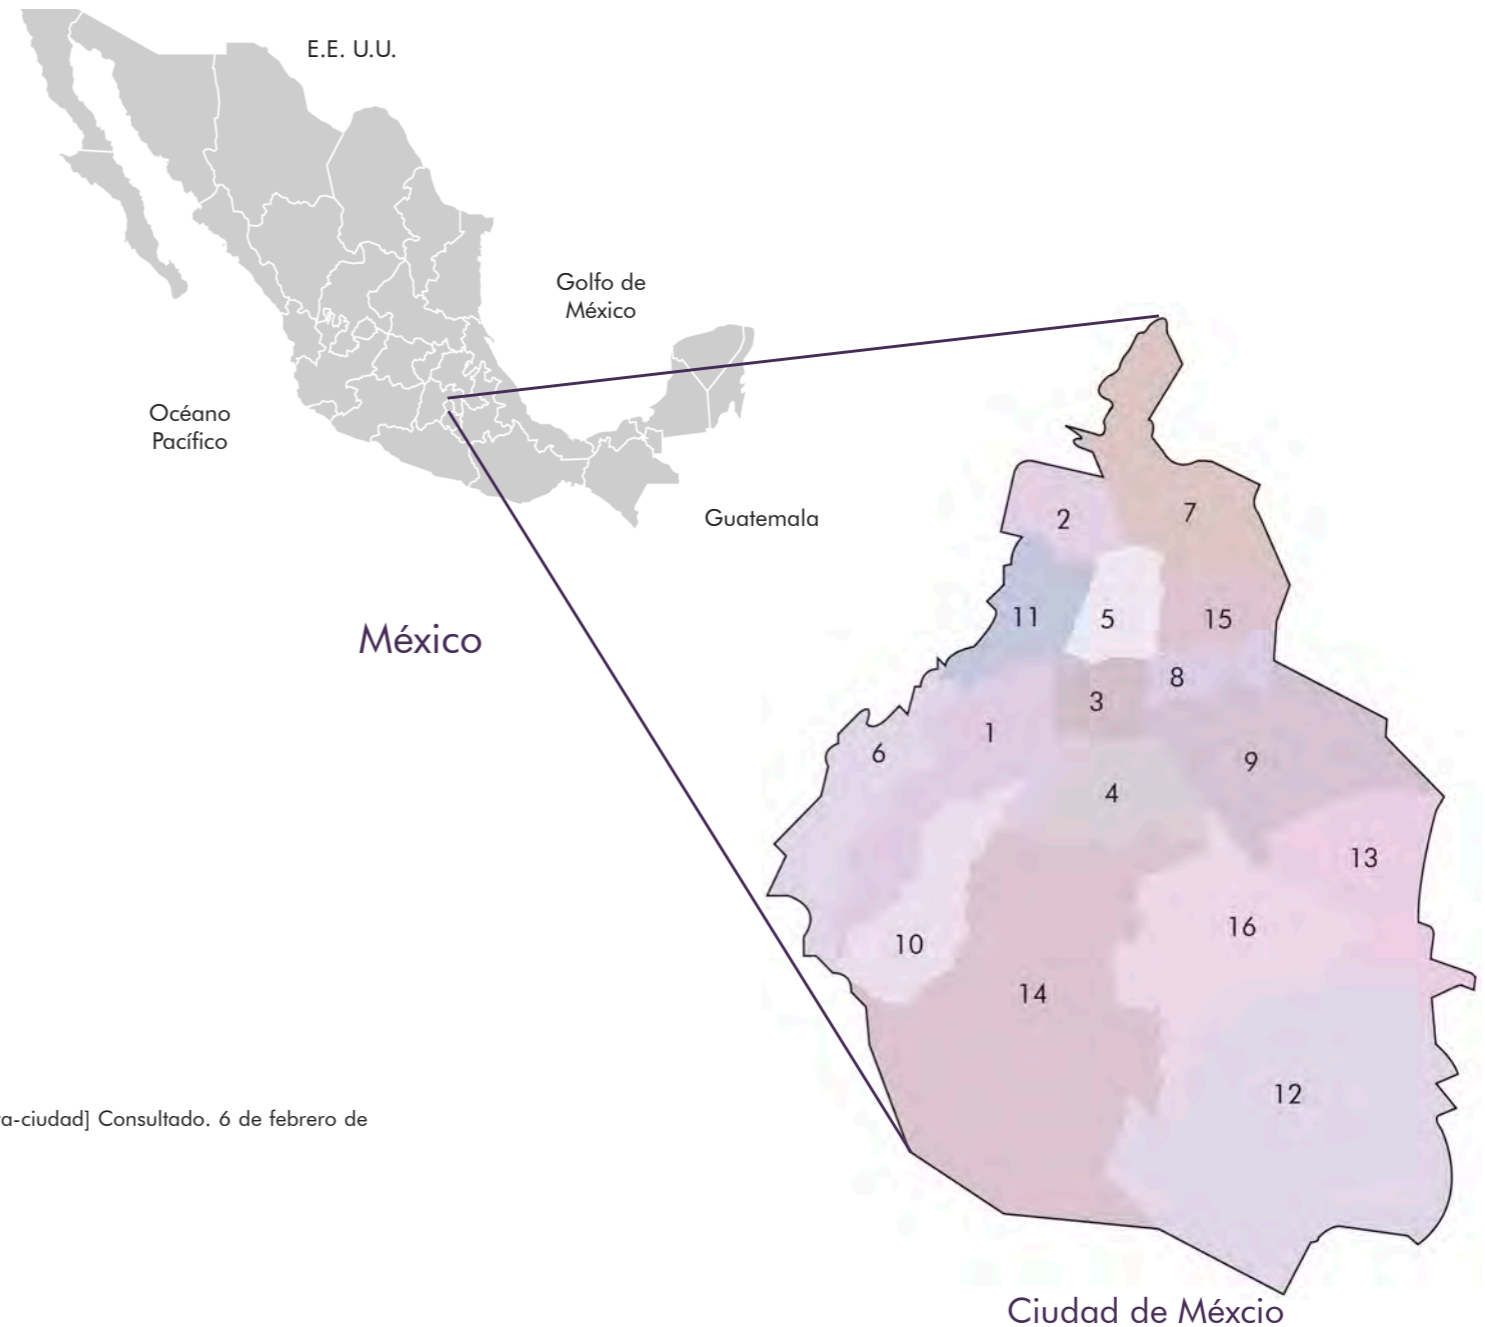 E.E. U.U.
Golfo de
México
Océano
Pacífico
Guatemala
México
2
7
11
5
15
8
3
1
6
9
4
13
16
10
14
12
a-ciudad] Consultado. 6 de febrero de
Ciudad de Méxcio